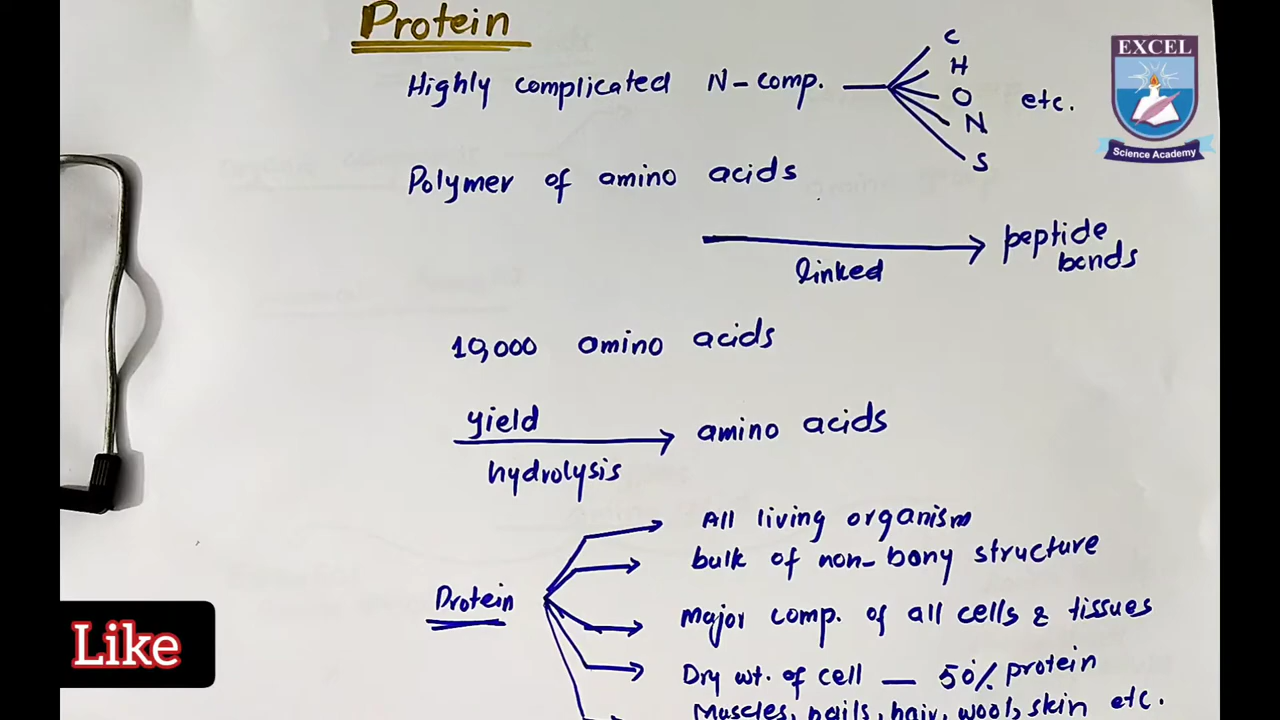 Protein
Highly complicated N-comp. C H O N S etc.
EXCEL
Science Academy
Polymer of amino acids
linked
peptide
bonds
10,000 amino acids
yield
hydrolysis
amino acids
Protein
All living organism
bulk of non-bony structure
Major comp. of all cells & tissues
Dry wt. of cell — 50% protein
Muscles, nails, hair, wool, skin etc.
Like